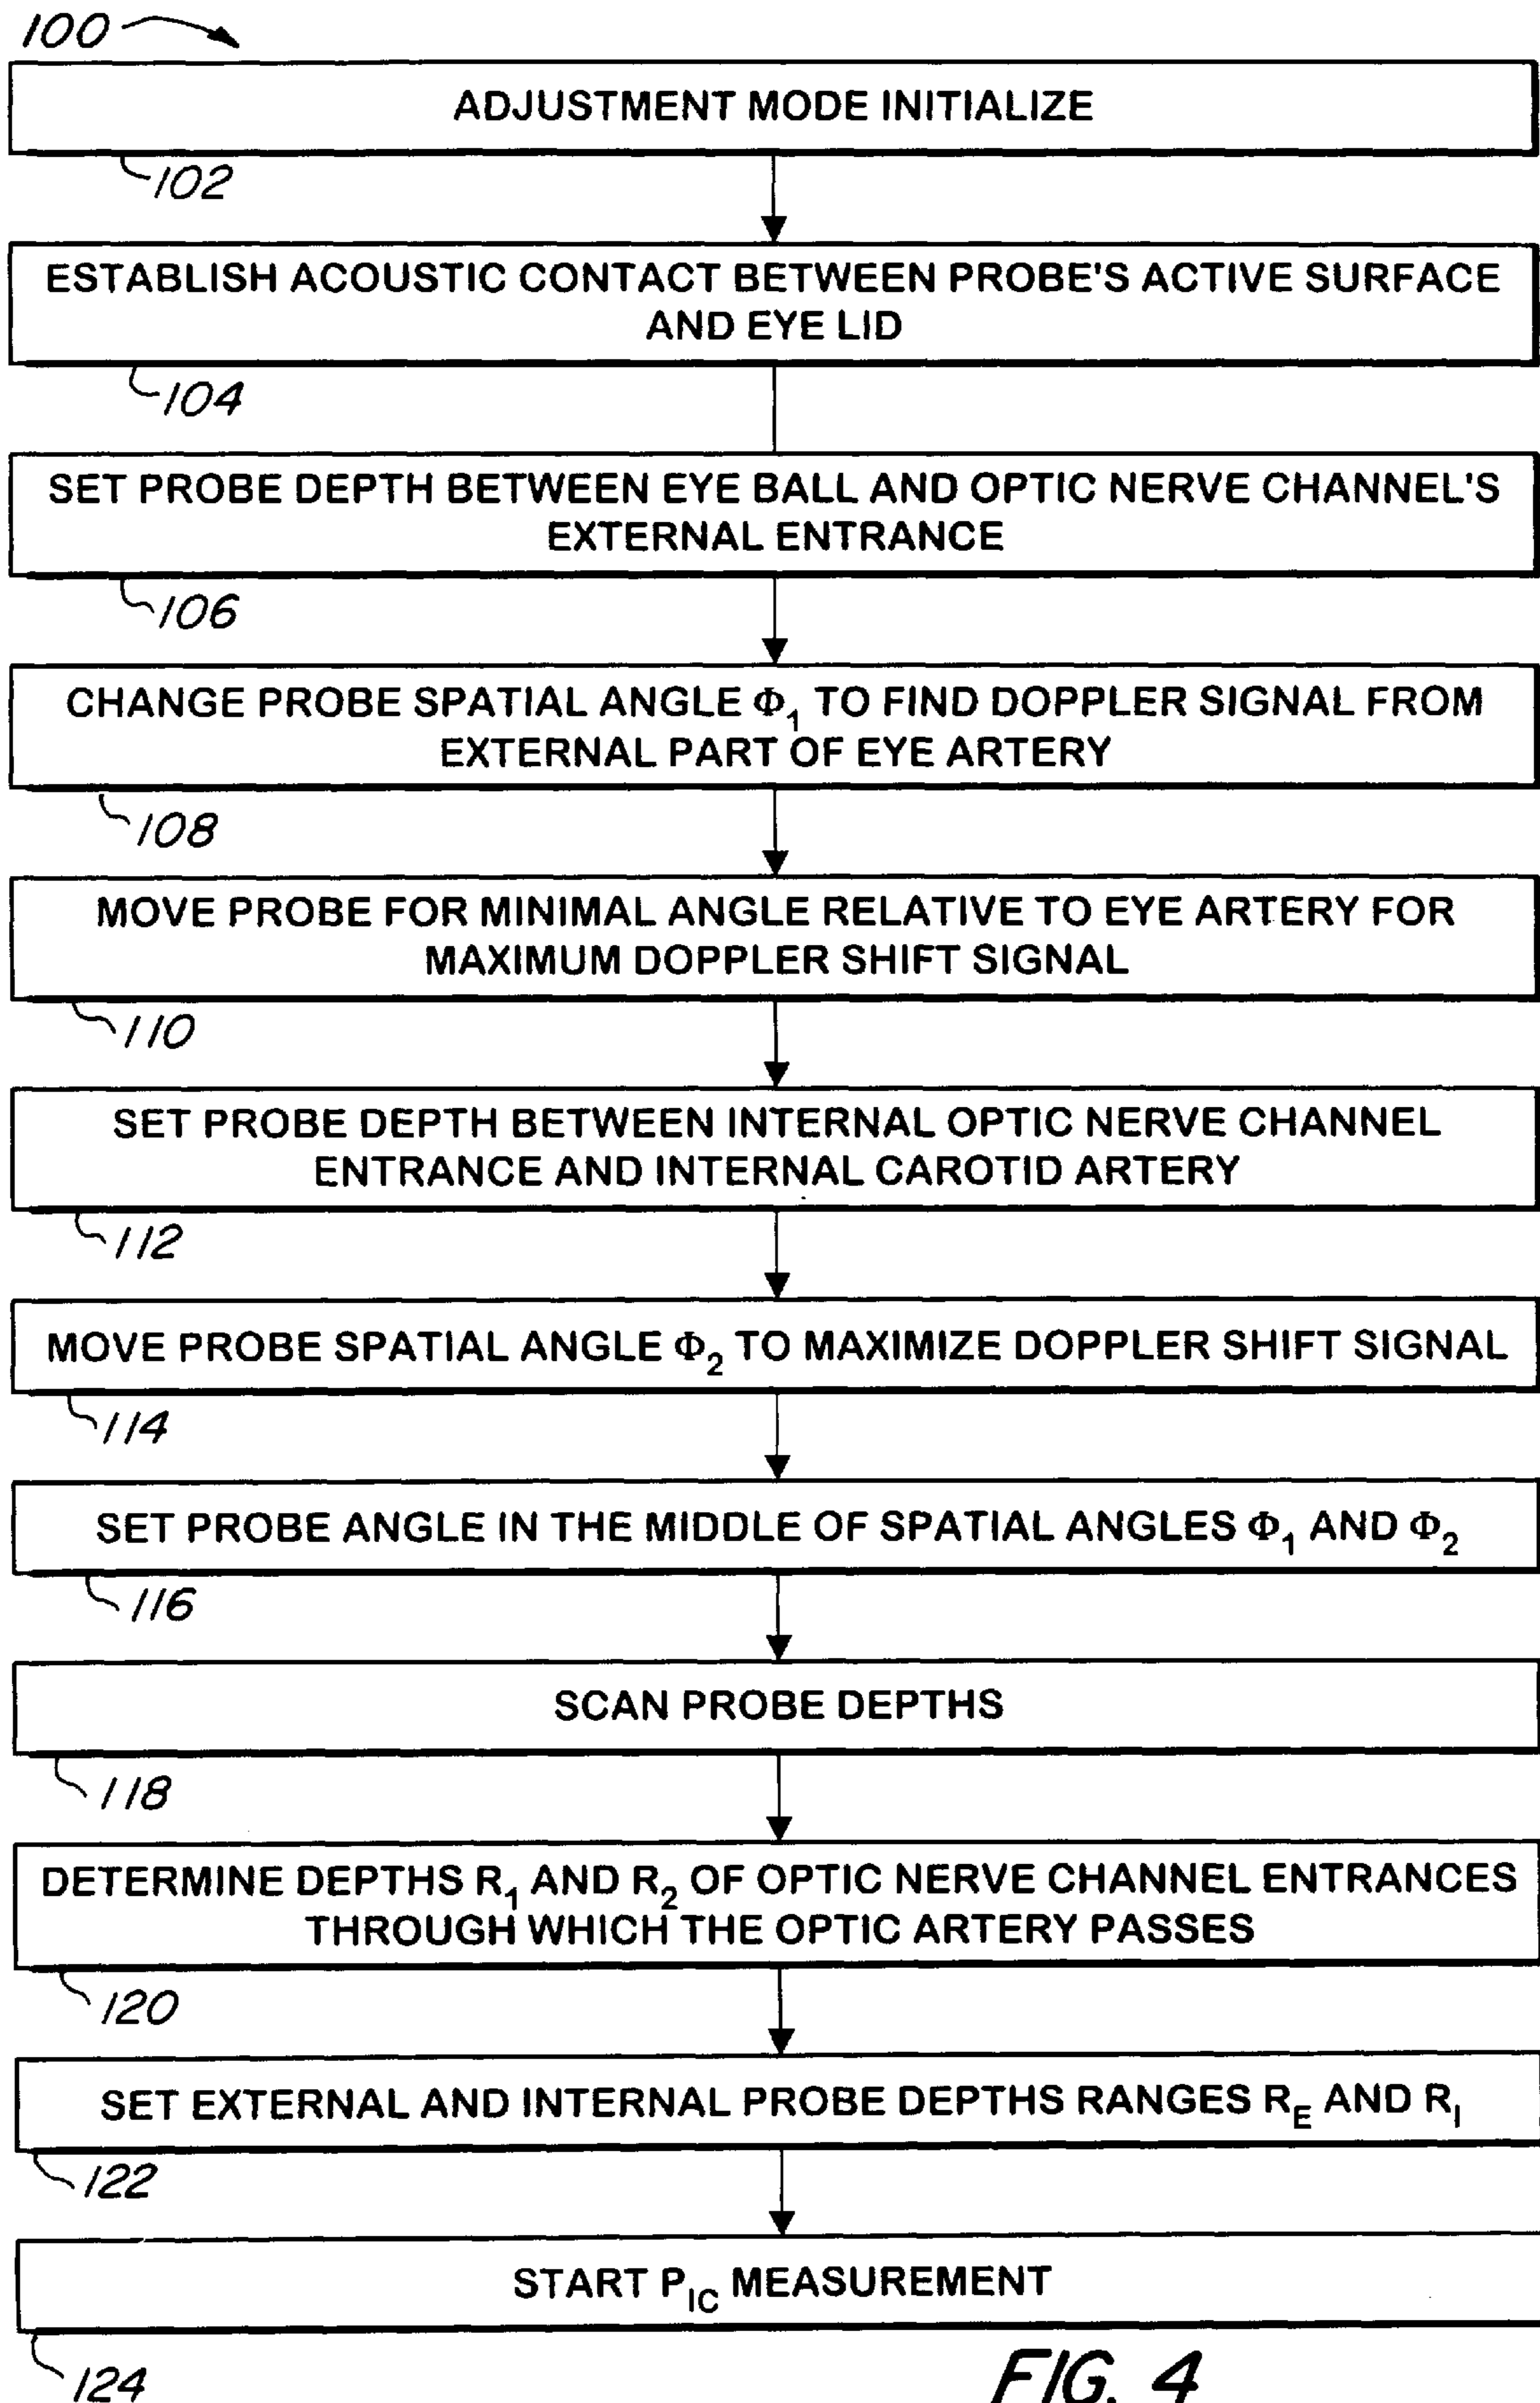 100
ADJUSTMENT MODE INITIALIZE
102
ESTABLISH ACOUSTIC CONTACT BETWEEN PROBE'S ACTIVE SURFACE
AND EYE LID
104
SET PROBE DEPTH BETWEEN EYE BALL AND OPTIC NERVE CHANNEL'S
EXTERNAL ENTRANCE
106
CHANGE PROBE SPATIAL ANGLE Φ₁ TO FIND DOPPLER SIGNAL FROM
EXTERNAL PART OF EYE ARTERY
108
MOVE PROBE FOR MINIMAL ANGLE RELATIVE TO EYE ARTERY FOR
MAXIMUM DOPPLER SHIFT SIGNAL
110
SET PROBE DEPTH BETWEEN INTERNAL OPTIC NERVE CHANNEL
ENTRANCE AND INTERNAL CAROTID ARTERY
112
MOVE PROBE SPATIAL ANGLE Φ₂ TO MAXIMIZE DOPPLER SHIFT SIGNAL
114
SET PROBE ANGLE IN THE MIDDLE OF SPATIAL ANGLES Φ₁ AND Φ₂
116
SCAN PROBE DEPTHS
118
DETERMINE DEPTHS R₁ AND R₂ OF OPTIC NERVE CHANNEL ENTRANCES
THROUGH WHICH THE OPTIC ARTERY PASSES
120
SET EXTERNAL AND INTERNAL PROBE DEPTHS RANGES R_E AND R_I
122
START P_IC MEASUREMENT
124
FIG. 4